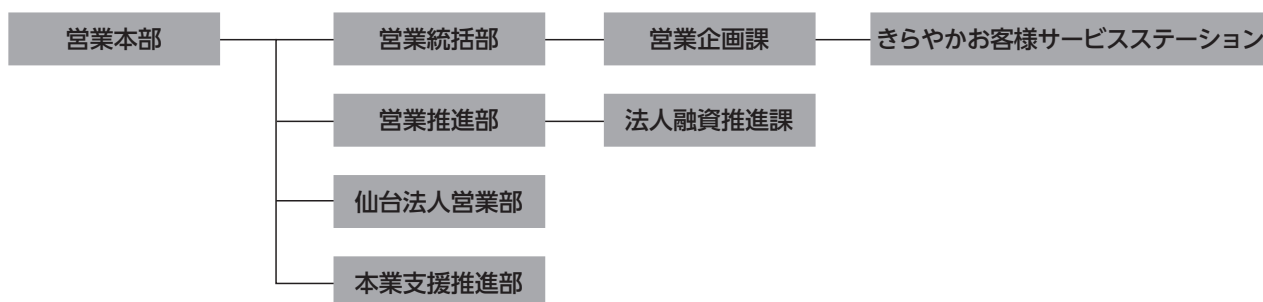 営業本部
営業統括部
営業企画課
きらやかお客様サービスステーション
営業推進部
法人融資推進課
仙台法人営業部
本業支援推進部